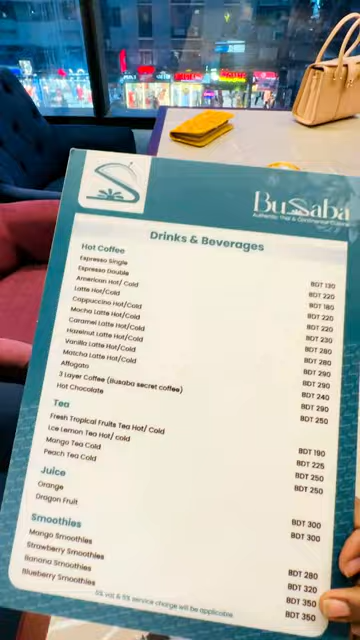 BuSaba
Authentic Thai & Continental Cuisine
Drinks & Beverages
Hot Coffee
Espresso Single BDT 130
Espresso Double BDT 220
American Hot/ Cold BDT 180
Latte Hot/Cold BDT 220
Cappuccino Hot/Cold BDT 220
Mocha Latte Hot/Cold BDT 230
Caramel Latte Hot/Cold BDT 280
Hazelnut Latte Hot/Cold BDT 280
Vanilla Latte Hot/Cold BDT 290
Matcha Latte Hot/Cold BDT 290
Affogato BDT 240
3 Layer Coffee (Busaba secret coffee) BDT 290
Hot Chocolate BDT 250
Tea
Fresh Tropical Fruits Tea Hot/ Cold BDT 190
Lce Lemon Tea Hot/ cold BDT 225
Mango Tea Cold BDT 250
Peach Tea Cold BDT 250
Juice
Orange BDT 300
Dragon Fruit BDT 300
Smoothies
Mango Smoothies BDT 280
Strawberry Smoothies BDT 320
Banana Smoothies BDT 350
Blueberry Smoothies BDT 350
5% vat & 5% service charge will be applicable